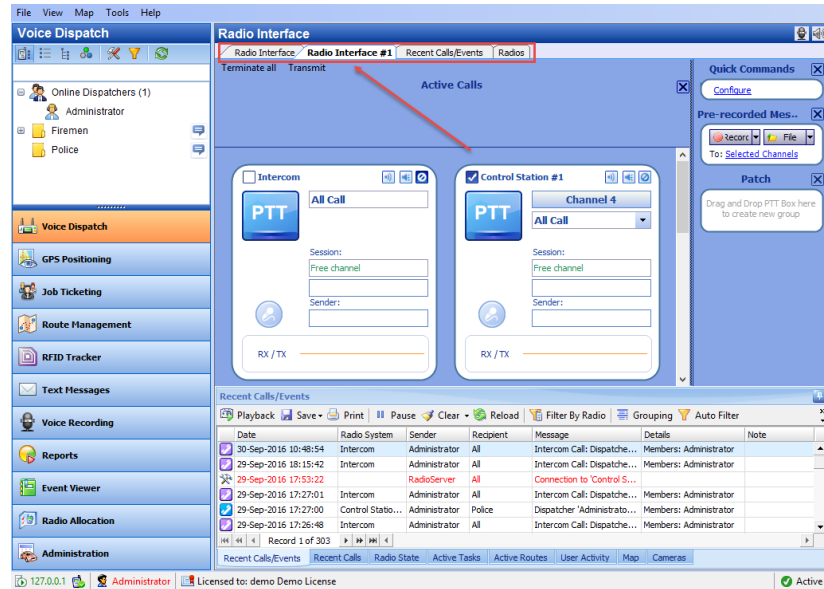 File View Map Tools Help
Voice Dispatch
Radio Interface
Radio Interface Radio Interface #1 Recent Calls/Events Radios
Terminate all Transmit
Active Calls
Quick Commands
Configure
Pre-recorded Mes..
Recorc File
To: Selected Channels
Patch
Drag and Drop PTT Box here
to create new group
Online Dispatchers (1)
Administrator
Firemen
Police
Intercom
PTT
All Call
Session:
Free channel
Sender:
RX / TX
Control Station #1
PTT
Channel 4
All Call
Session:
Free channel
Sender:
RX / TX
Voice Dispatch
GPS Positioning
Job Ticketing
Route Management
RFID Tracker
Text Messages
Voice Recording
Reports
Event Viewer
Radio Allocation
Administration
Recent Calls/Events
Playback Save Print Pause Clear Reload Filter By Radio Grouping Auto Filter
Date Radio System Sender Recipient Message Details Note
30-Sep-2016 10:48:54 Intercom Administrator All Intercom Call: Dispatche... Members: Administrator
29-Sep-2016 18:15:42 Intercom Administrator All Intercom Call: Dispatche... Members: Administrator
29-Sep-2016 17:53:22 RadioServer All Connection to 'Control S...
29-Sep-2016 17:27:01 Intercom Administrator All Intercom Call: Dispatche... Members: Administrator
29-Sep-2016 17:27:00 Control Statio... Administrator Police Dispatcher 'Administrato... Members: Administrator
29-Sep-2016 17:26:48 Intercom Administrator All Intercom Call: Dispatche... Members: Administrator
Record 1 of 303
Recent Calls/Events Recent Calls Radio State Active Tasks Active Routes User Activity Map Cameras
127.0.0.1 Administrator Licensed to: demo Demo License Active